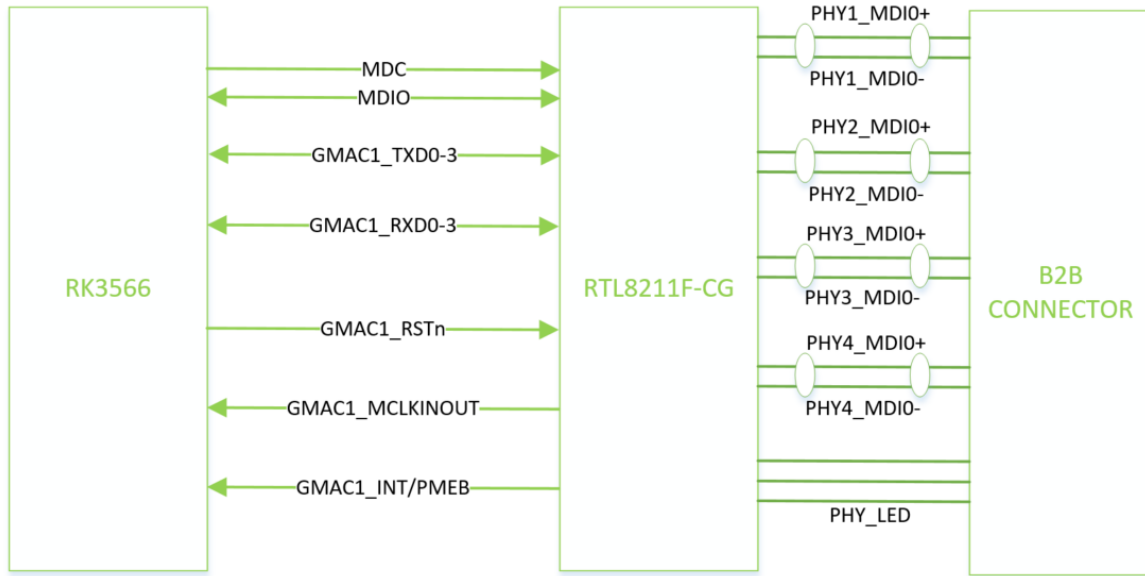 RK3566
MDC
MDIO
GMAC1_TXD0-3
GMAC1_RXD0-3
GMAC1_RSTn
GMAC1_MCLKINOUT
GMAC1_INT/PMEB
RTL8211F-CG
PHY1_MDI0+
PHY1_MDI0-
PHY2_MDI0+
PHY2_MDI0-
PHY3_MDI0+
PHY3_MDI0-
PHY4_MDI0+
PHY4_MDI0-
PHY_LED
B2B
CONNECTOR